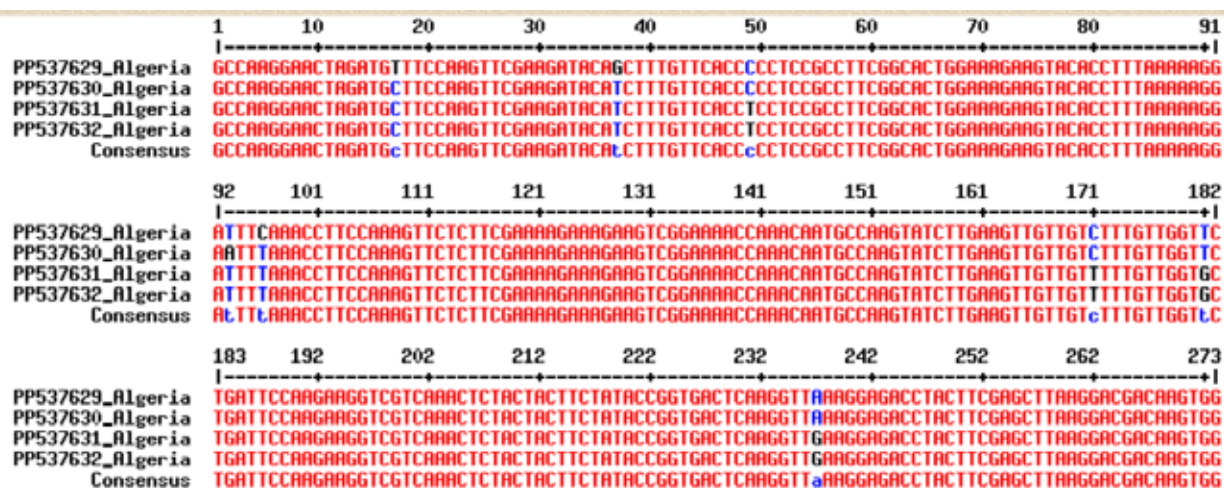 1 10 20 30 40 50 60 70 80 91
|--------+---------+---------+---------+---------+---------+---------+---------+---------+|
PP537629_Algeria GCCAAGGAACTAGATGTTTCCAAGTTCGAAGATACAGCTTTGTTCACCCCCTCCGCCTTCGGCACTGGAAAGAAGTACACCTTTAAAAAGG
PP537630_Algeria GCCAAGGAACTAGATGCTTCCAAGTTCGAAGATACATCTTTGTTCACCCCCTCCGCCTTCGGCACTGGAAAGAAGTACACCTTTAAAAAGG
PP537631_Algeria GCCAAGGAACTAGATGCTTCCAAGTTCGAAGATACATCTTTGTTCACCTCCTCCGCCTTCGGCACTGGAAAGAAGTACACCTTTAAAAAGG
PP537632_Algeria GCCAAGGAACTAGATGCTTCCAAGTTCGAAGATACATCTTTGTTCACCTCCTCCGCCTTCGGCACTGGAAAGAAGTACACCTTTAAAAAGG
Consensus GCCAAGGAACTAGATGcTTCCAAGTTCGAAGATACAtCTTTGTTCACCcCCTCCGCCTTCGGCACTGGAAAGAAGTACACCTTTAAAAAGG
92 101 111 121 131 141 151 161 171 182
|--------+---------+---------+---------+---------+---------+---------+---------+---------+|
PP537629_Algeria ATTTCAAACCTTCCAAAGTTCTCTTCGAAAAGAAAGAAGTCGGAAAACCAAACAATGCCAAGTATCTTGAAGTTGTTGTCTTTGTTGGTTC
PP537630_Algeria AATTTAAACCTTCCAAAGTTCTCTTCGAAAAGAAAGAAGTCGGAAAACCAAACAATGCCAAGTATCTTGAAGTTGTTGTCTTTGTTGGTTC
PP537631_Algeria ATTTTAAACCTTCCAAAGTTCTCTTCGAAAAGAAAGAAGTCGGAAAACCAAACAATGCCAAGTATCTTGAAGTTGTTGTTTTTGTTGGTGC
PP537632_Algeria ATTTTAAACCTTCCAAAGTTCTCTTCGAAAAGAAAGAAGTCGGAAAACCAAACAATGCCAAGTATCTTGAAGTTGTTGTTTTTGTTGGTGC
Consensus AtTTtAAACCTTCCAAAGTTCTCTTCGAAAAGAAAGAAGTCGGAAAACCAAACAATGCCAAGTATCTTGAAGTTGTTGTcTTTGTTGGTtC
183 192 202 212 222 232 242 252 262 273
|--------+---------+---------+---------+---------+---------+---------+---------+---------+|
PP537629_Algeria TGATTCCAAGAAGGTCGTCAAACTCTACTACTTCTATACCGGTGACTCAAGGTTAAAGGAGACCTACTTCGAGCTTAAGGACGACAAGTGG
PP537630_Algeria TGATTCCAAGAAGGTCGTCAAACTCTACTACTTCTATACCGGTGACTCAAGGTTAAAGGAGACCTACTTCGAGCTTAAGGACGACAAGTGG
PP537631_Algeria TGATTCCAAGAAGGTCGTCAAACTCTACTACTTCTATACCGGTGACTCAAGGTTGAAGGAGACCTACTTCGAGCTTAAGGACGACAAGTGG
PP537632_Algeria TGATTCCAAGAAGGTCGTCAAACTCTACTACTTCTATACCGGTGACTCAAGGTTGAAGGAGACCTACTTCGAGCTTAAGGACGACAAGTGG
Consensus TGATTCCAAGAAGGTCGTCAAACTCTACTACTTCTATACCGGTGACTCAAGGTTaAAGGAGACCTACTTCGAGCTTAAGGACGACAAGTGG